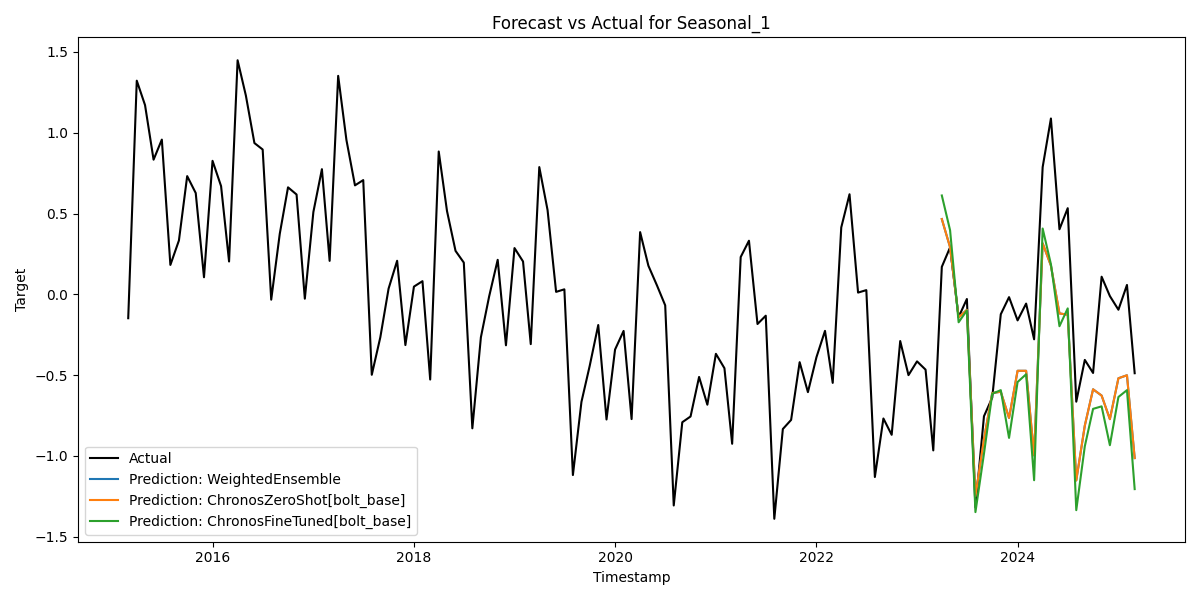 Forecast vs Actual for Seasonal_1
Target
1.5
1.0
0.5
0.0
−0.5
−1.0
−1.5
Actual
Prediction: WeightedEnsemble
Prediction: ChronosZeroShot[bolt_base]
Prediction: ChronosFineTuned[bolt_base]
2016
2018
2020
2022
2024
Timestamp